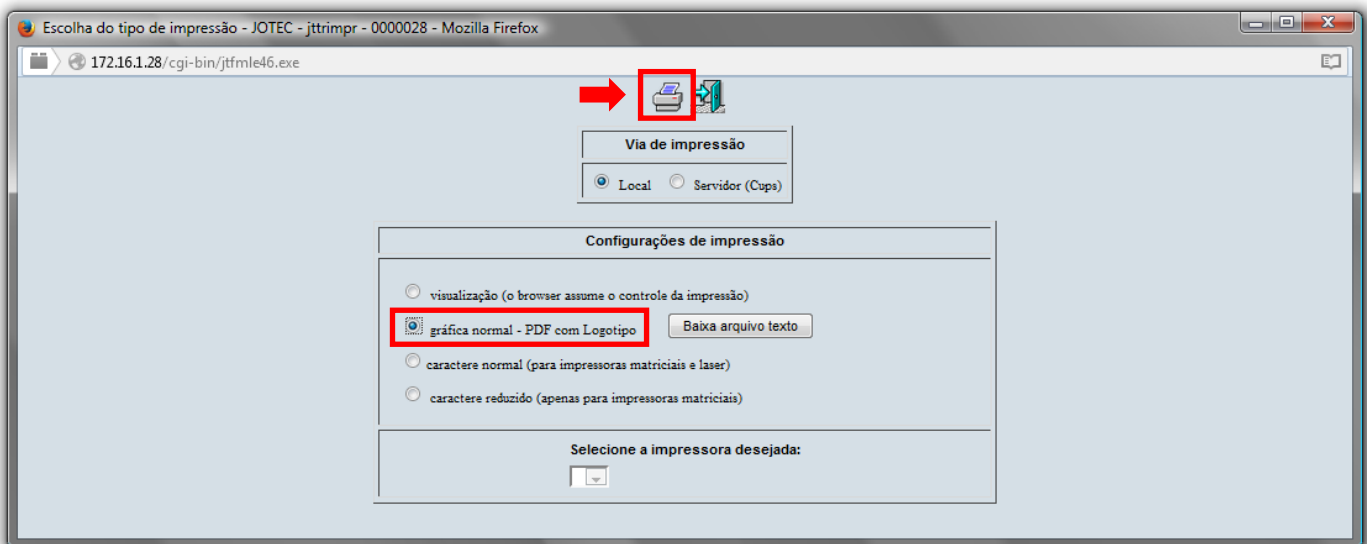 Escolha do tipo de impressão - JOTEC - jttrimpr - 0000028 - Mozilla Firefox
172.16.1.28/cgi-bin/jtfmle46.exe
Via de impressão
Local Servidor (Cups)
Configurações de impressão
visualização (o browser assume o controle da impressão)
gráfica normal - PDF com Logotipo Baixa arquivo texto
caractere normal (para impressoras matriciais e laser)
caractere reduzido (apenas para impressoras matriciais)
Selecione a impressora desejada: